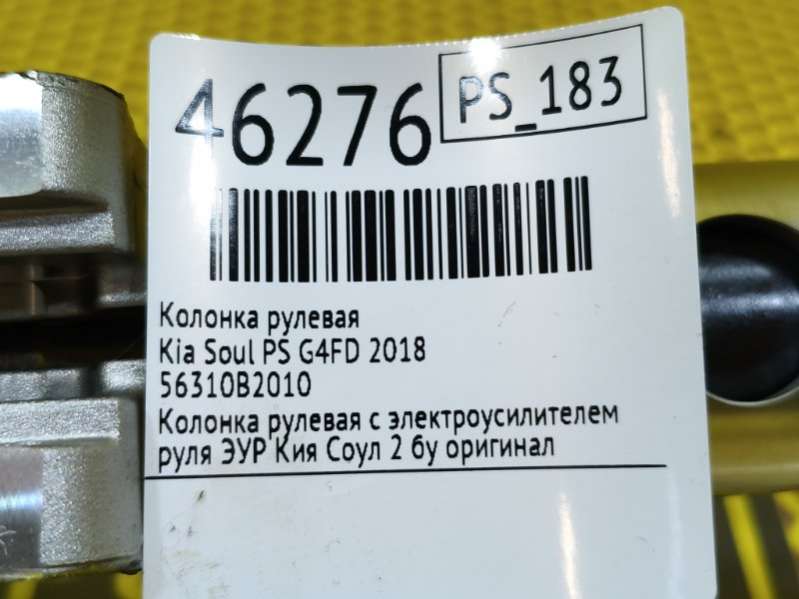 46276
PS_183
Колонка рулевая
Kia Soul PS G4FD 2018
56310B2010
Колонка рулевая с электроусилителем
руля ЭУР Кия Соул 2 бу оригинал